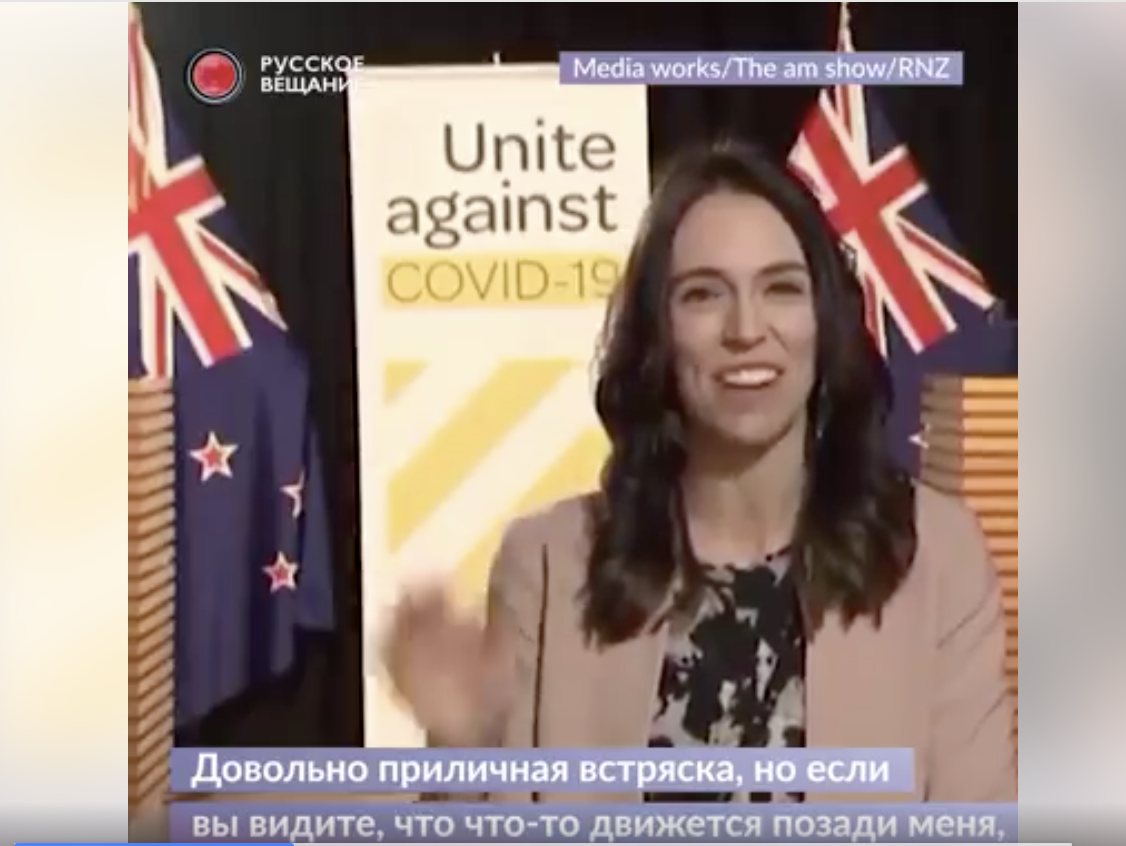 РУССКОЕ
ВЕЩАНИЕ
Media works/The am show/RNZ
Unite
against
COVID-19
Довольно приличная встряска, но если
вы видите, что что-то движется позади меня,